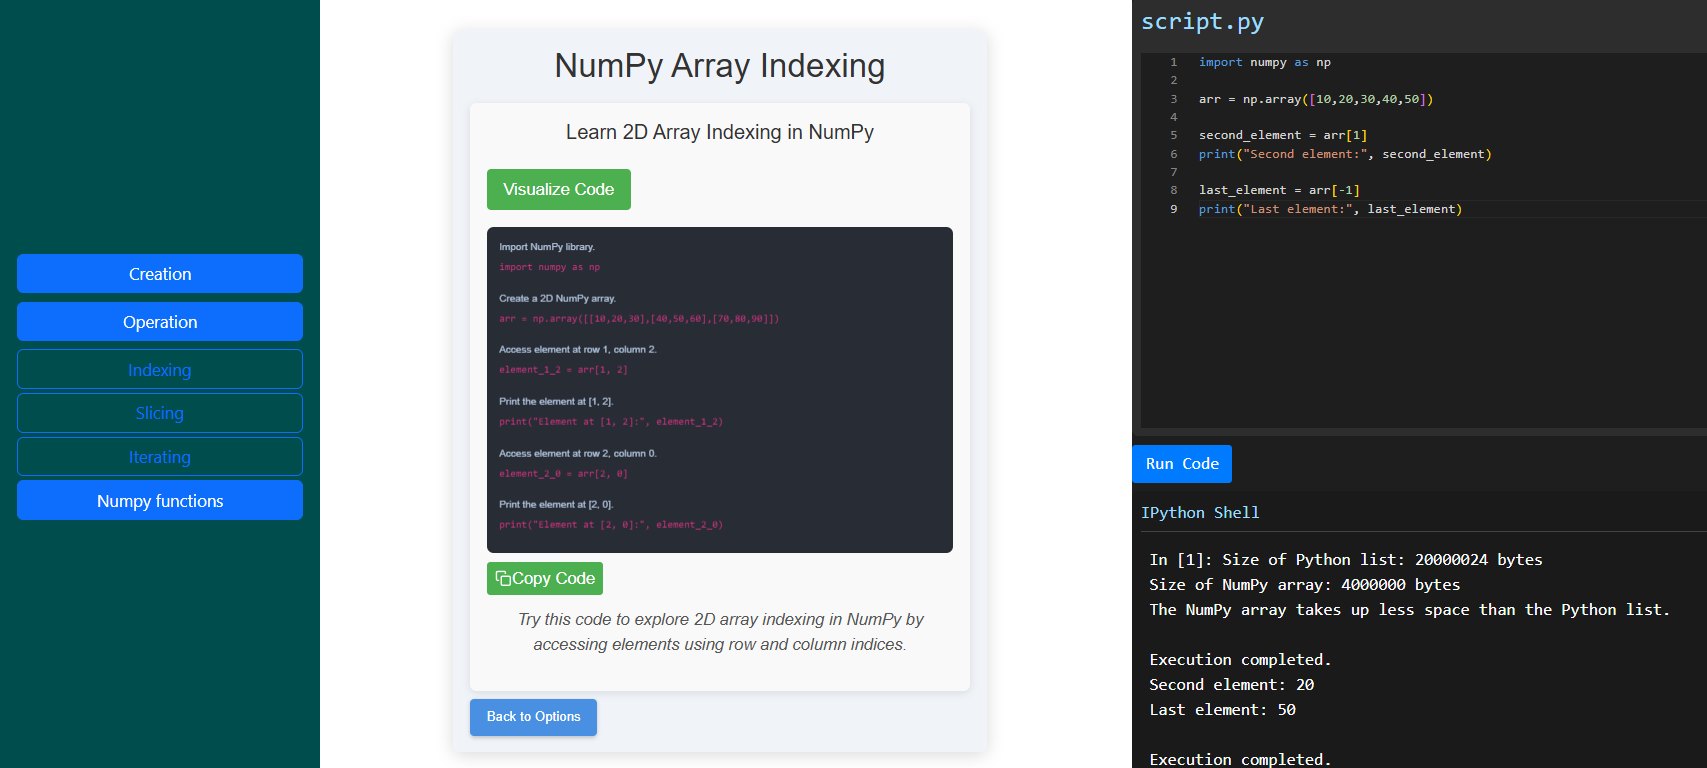 Creation
Operation
Indexing
Slicing
Iterating
Numpy functions
NumPy Array Indexing
Learn 2D Array Indexing in NumPy
Visualize Code
Import NumPy library.
import numpy as np
Create a 2D NumPy array.
arr = np.array([[10,20,30],[40,50,60],[70,80,90]])
Access element at row 1, column 2.
element_1_2 = arr[1, 2]
Print the element at [1, 2].
print("Element at [1, 2]:", element_1_2)
Access element at row 2, column 0.
element_2_0 = arr[2, 0]
Print the element at [2, 0].
print("Element at [2, 0]:", element_2_0)
Copy Code
Try this code to explore 2D array indexing in NumPy by
accessing elements using row and column indices.
Back to Options
script.py
1 import numpy as np
2
3 arr = np.array([10,20,30,40,50])
4
5 second_element = arr[1]
6 print("Second element:", second_element)
7
8 last_element = arr[-1]
9 print("Last element:", last_element)
Run Code
IPython Shell
In [1]: Size of Python list: 20000024 bytes
Size of NumPy array: 4000000 bytes
The NumPy array takes up less space than the Python list.
Execution completed.
Second element: 20
Last element: 50
Execution completed.